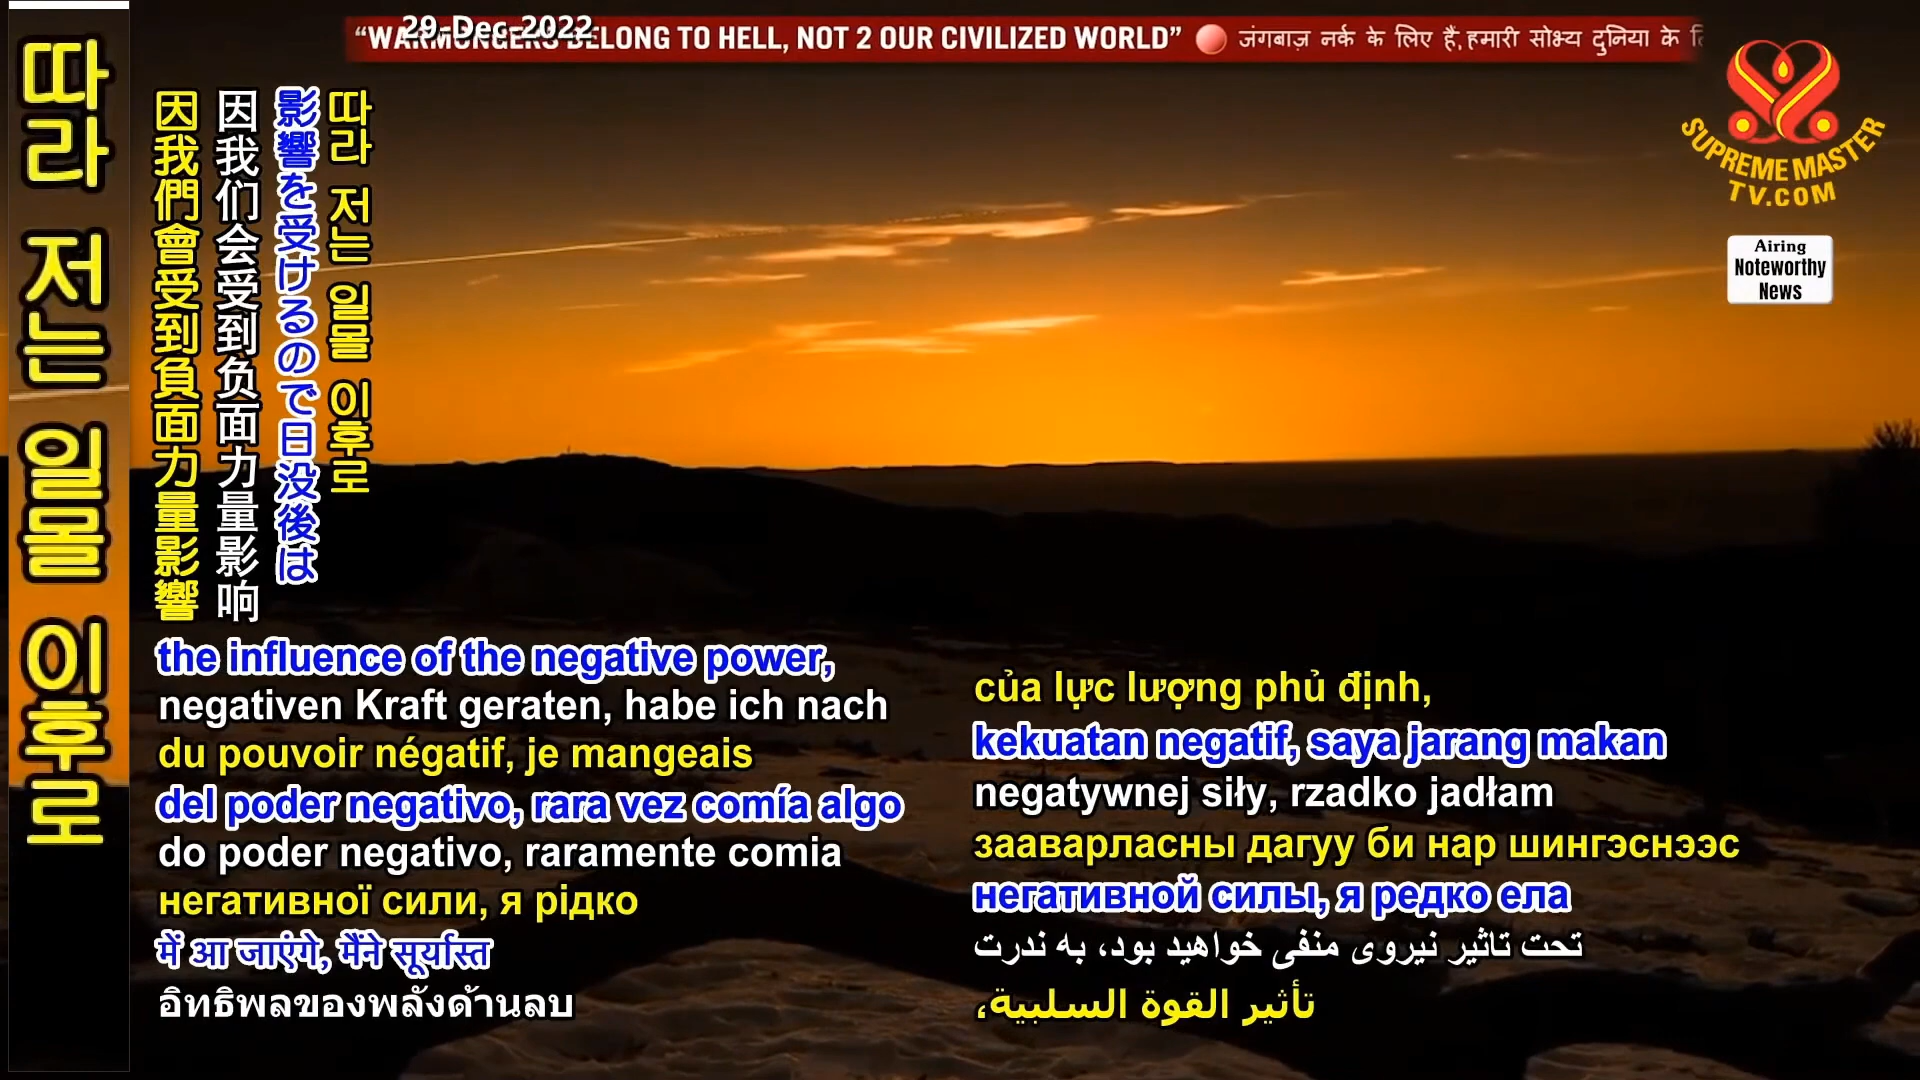 29-Dec-2022
“WARMONGERS BELONG TO HELL, NOT 2 OUR CIVILIZED WORLD” जंगबाज़ नर्क के लिए हैं,हमारी सोभ्य दुनिया के
SUPREME MASTER
TV.COM
Airing
Noteworthy
News
따라 저는 일몰 이후로
因我們會受到負面力量影響
因我们会受到负面力量影响
影響を受けるので日没後は
따라 저는 일몰 이후로
the influence of the negative power,
negativen Kraft geraten, habe ich nach
du pouvoir négatif, je mangeais
del poder negativo, rara vez comía algo
do poder negativo, raramente comia
негативної сили, я рідко
में आ जाएंगे, मैंने सूर्यास्त
อิทธิพลของพลังด้านลบ
của lực lượng phủ định,
kekuatan negatif, saya jarang makan
negatywnej siły, rzadko jadłam
зааварласны дагуу би нар шингэснээс
негативной силы, я редко ела
تحت تاثیر نیروی منفی خواهید بود، به ندرت
تأثير القوة السلبية،